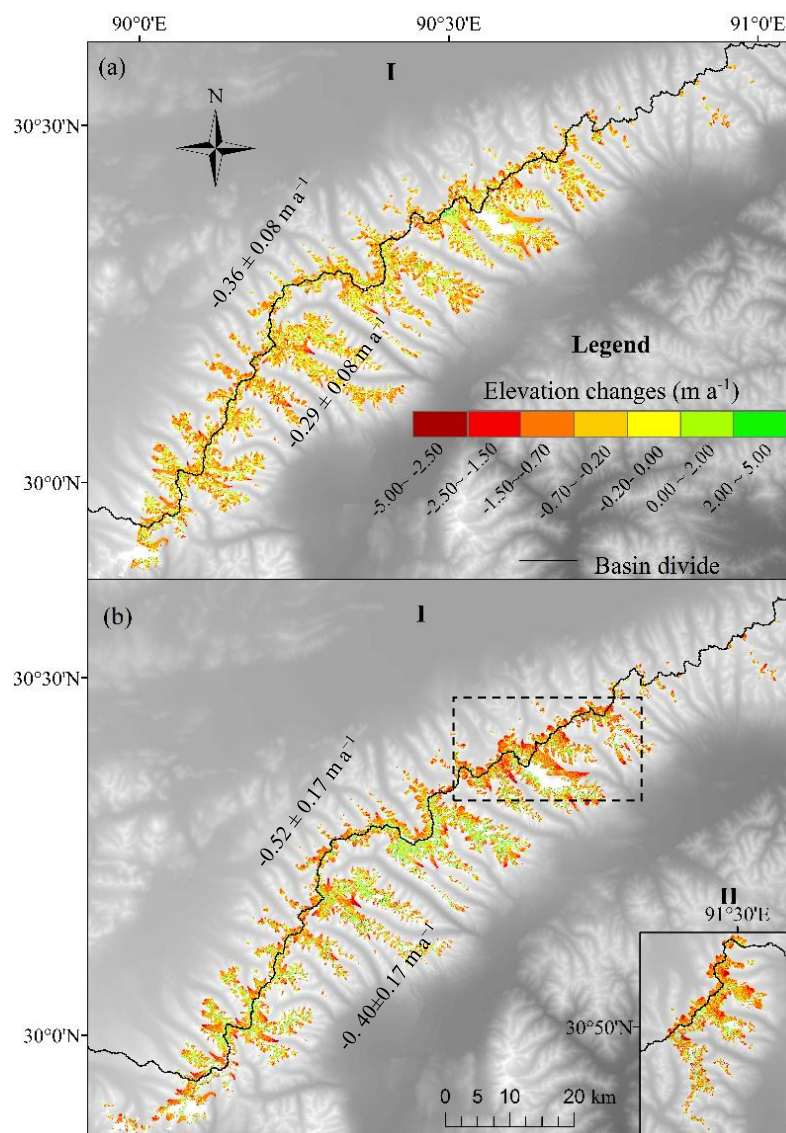 90°0'E 90°30'E 91°0'E
(a) I
N
30°30'N
-0.36 ± 0.08 m a⁻¹
-0.29 ± 0.08 m a⁻¹
Legend
Elevation changes (m a⁻¹)
-5.00~ -2.50
-2.50~ -1.50
-1.50~-0.70
-0.70~ -0.20
-0.20- 0.00
0.00 ~ 2.00
2.00 ~ 5.00
Basin divide
30°0'N
(b) I
30°30'N
-0.52 ± 0.17 m a⁻¹
-0. 40±0.17 m a⁻¹
II
91°30'E
30°50'N
30°0'N
0 5 10 20 km